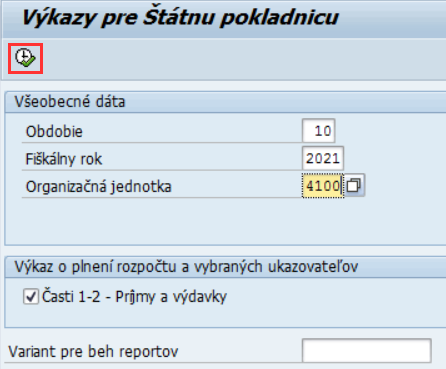 Výkazy pre Štátnu pokladnicu
Všeobecné dáta
Obdobie 10
Fiškálny rok 2021
Organizačná jednotka 4100
Výkaz o plnení rozpočtu a vybraných ukazovateľov
Časti 1-2 - Príjmy a výdavky
Variant pre beh reportov